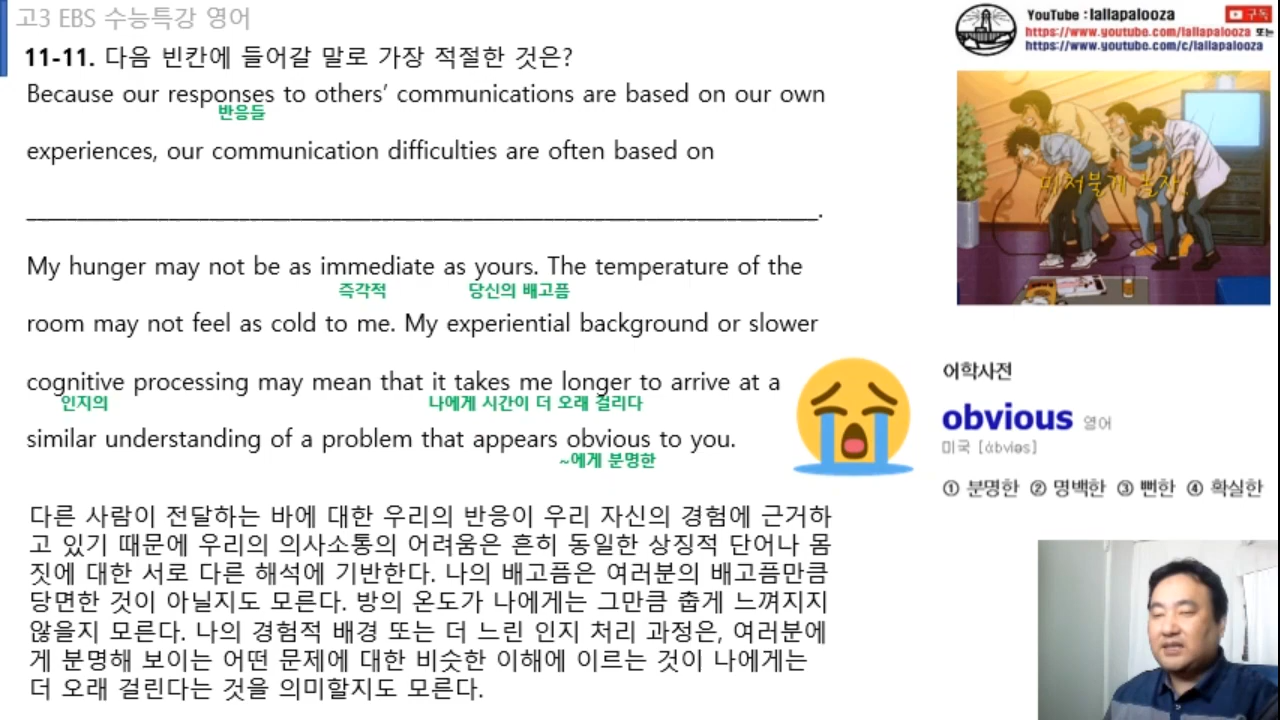 고3 EBS 수능특강 영어
11-11. 다음 빈칸에 들어갈 말로 가장 적절한 것은?
Because our responses to others' communications are based on our own
반응들
experiences, our communication difficulties are often based on
_______________________________________________________________.
My hunger may not be as immediate as yours. The temperature of the
즉각적 당신의 배고픔
room may not feel as cold to me. My experiential background or slower
cognitive processing may mean that it takes me longer to arrive at a
인지의 나에게 시간이 더 오래 걸리다
similar understanding of a problem that appears obvious to you.
~에게 분명한
다른 사람이 전달하는 바에 대한 우리의 반응이 우리 자신의 경험에 근거하
고 있기 때문에 우리의 의사소통의 어려움은 흔히 동일한 상징적 단어나 몸
짓에 대한 서로 다른 해석에 기반한다. 나의 배고픔은 여러분의 배고픔만큼
당면한 것이 아닐지도 모른다. 방의 온도가 나에게는 그만큼 춥게 느껴지지
않을지 모른다. 나의 경험적 배경 또는 더 느린 인지 처리 과정은, 여러분에
게 분명해 보이는 어떤 문제에 대한 비슷한 이해에 이르는 것이 나에게는
더 오래 걸린다는 것을 의미할지도 모른다.
YouTube : lallapalooza 구독
https://www.youtube.com/lallapalooza 또는
https://www.youtube.com/c/lallapalooza
어학사전
obvious 영어
미국 [ɑ́bviəs]
① 분명한 ② 명백한 ③ 뻔한 ④ 확실한